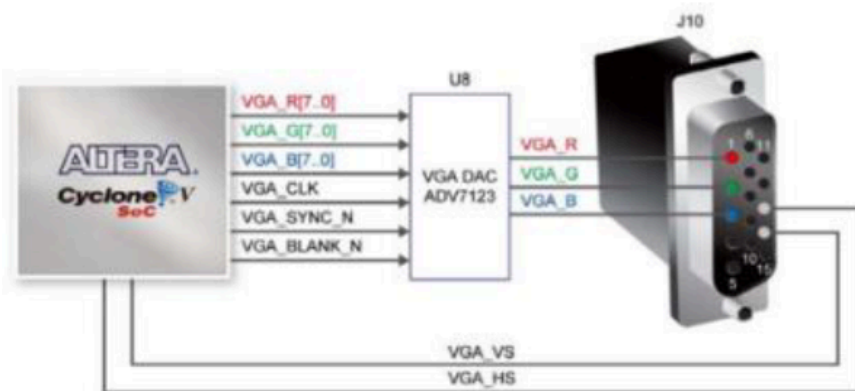 J10
U8
VGA_R[7..0]
VGA_G[7..0]
VGA_B[7..0]
VGA_CLK
VGA_SYNC_N
VGA_BLANK_N
ALTERA
Cyclone V
SoC
VGA DAC
ADV7123
VGA_R
VGA_G
VGA_B
6
1
11
10
15
5
VGA_VS
VGA_HS